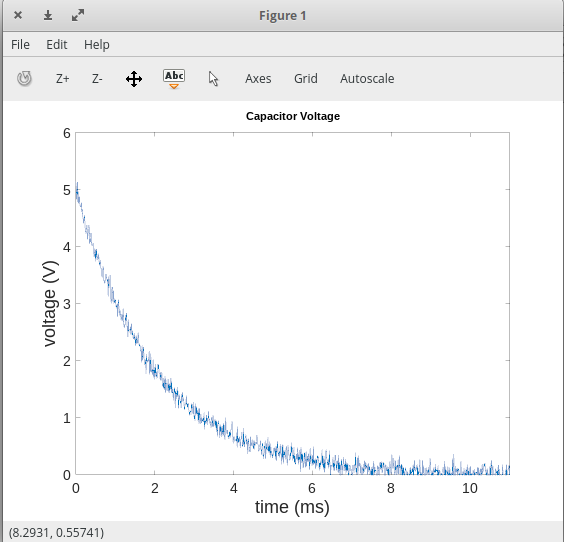 Figure 1
File Edit Help
Z+ Z- Abc Axes Grid Autoscale
Capacitor Voltage
6
5
4
3
2
1
0
voltage (V)
0 2 4 6 8 10
time (ms)
(8.2931, 0.55741)